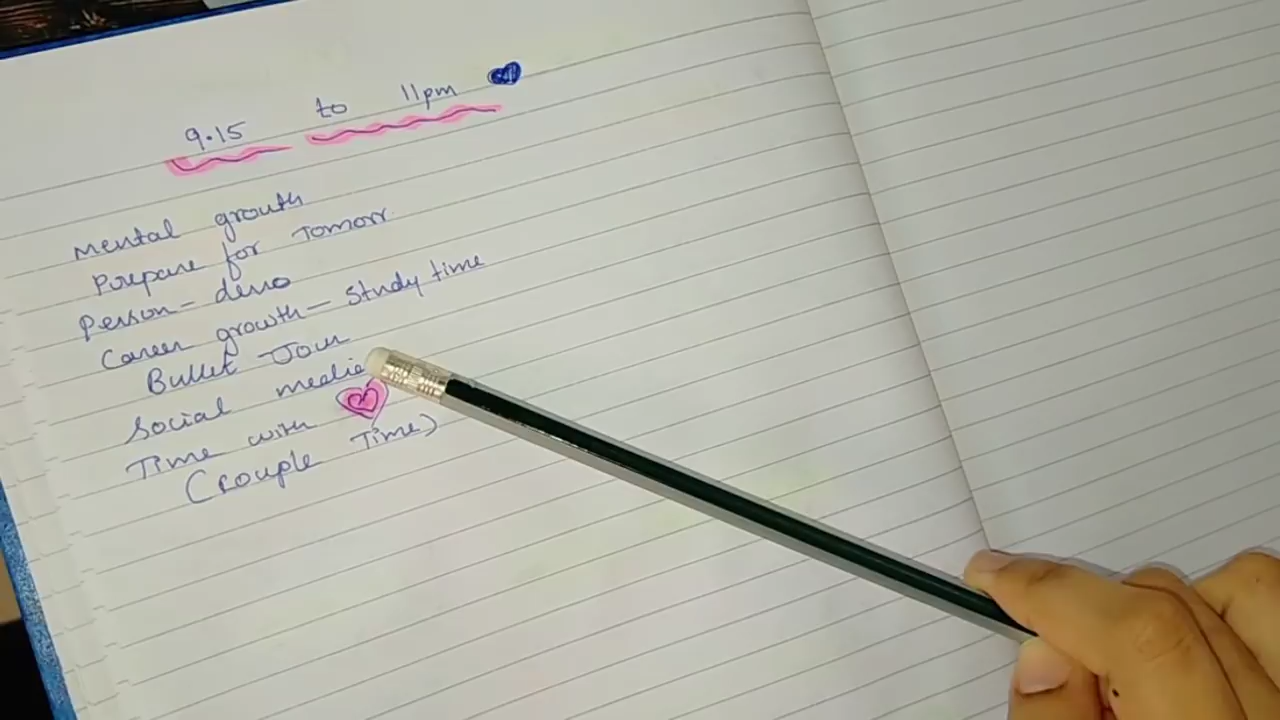 9.15 to 11pm
Mental growth
Prepare for Tomorr
Person - demo
Career growth - Study time
Bullet Jour
Social media
Time with
(couple Time)